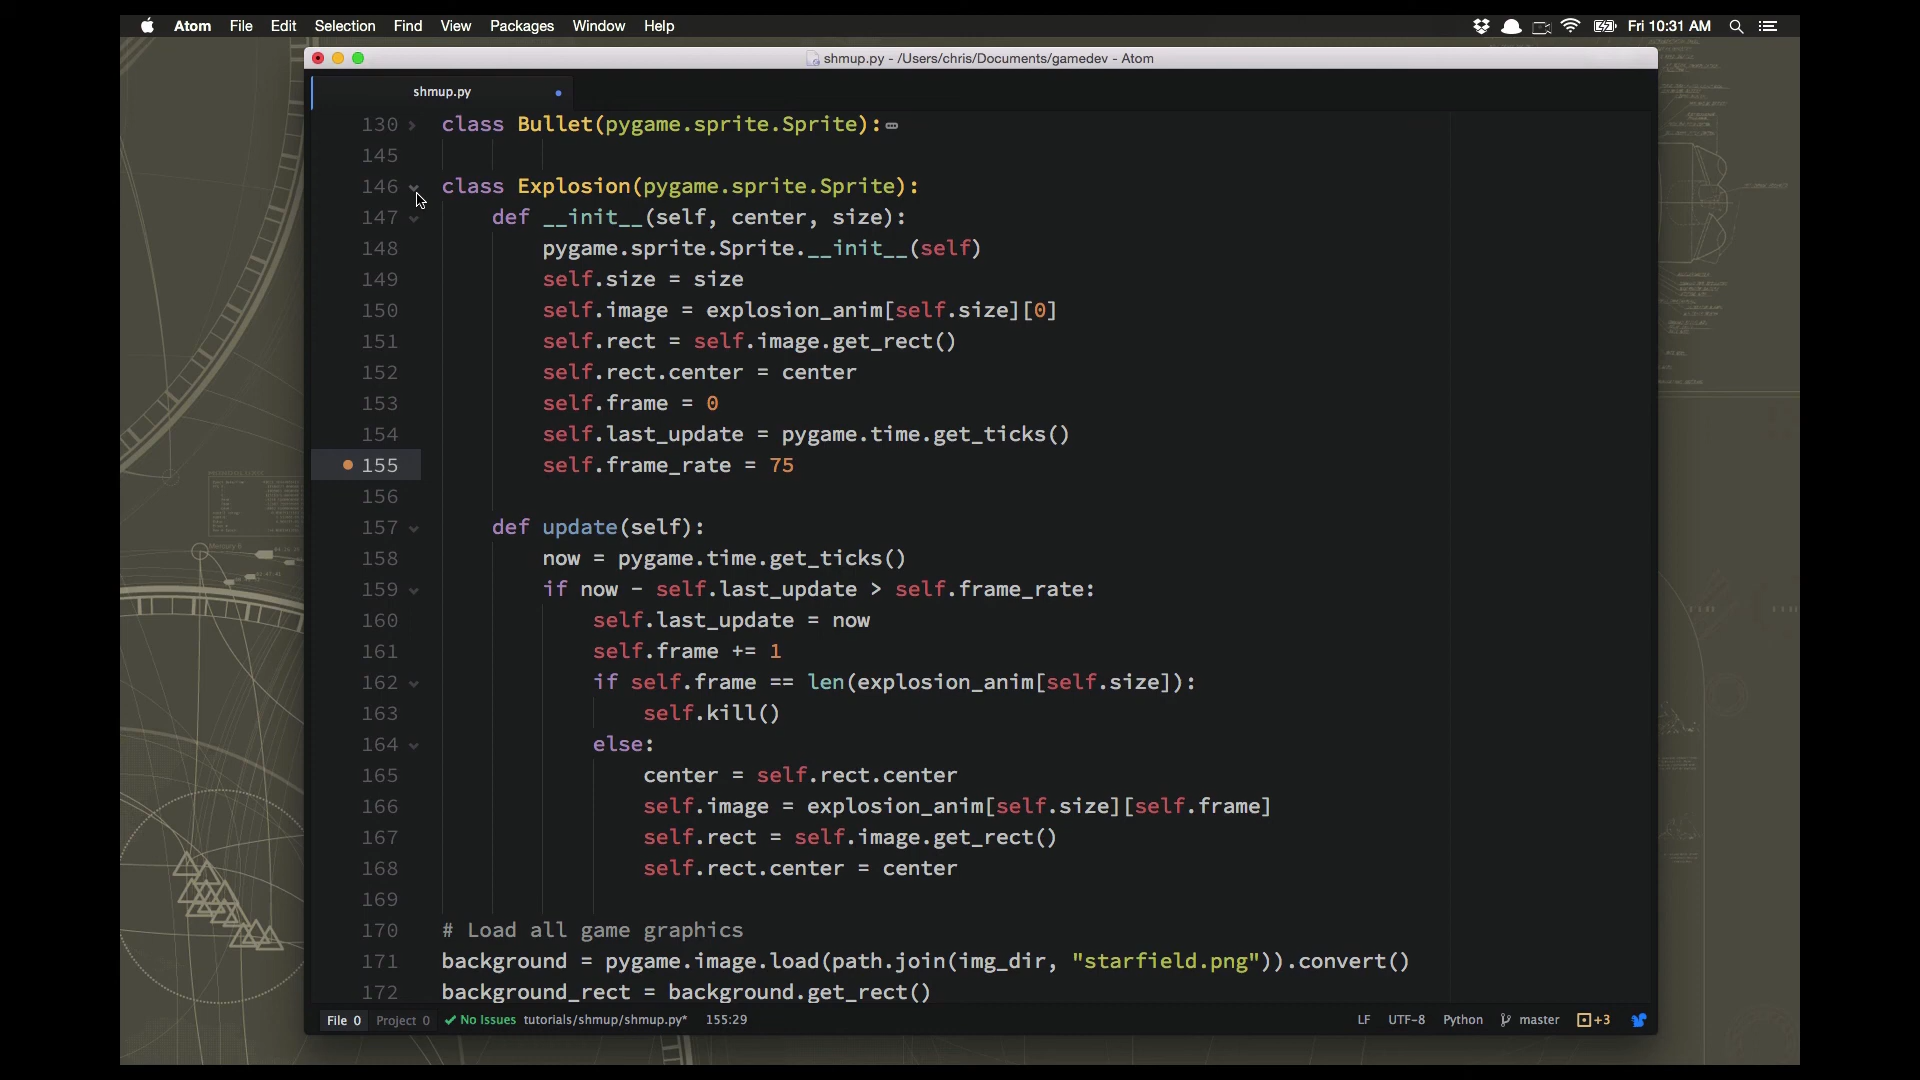 Atom File Edit Selection Find View Packages Window Help Fri 10:31 AM
shmup.py - /Users/chris/Documents/gamedev - Atom
shmup.py
130 class Bullet(pygame.sprite.Sprite):
145
146 class Explosion(pygame.sprite.Sprite):
147     def __init__(self, center, size):
148         pygame.sprite.Sprite.__init__(self)
149         self.size = size
150         self.image = explosion_anim[self.size][0]
151         self.rect = self.image.get_rect()
152         self.rect.center = center
153         self.frame = 0
154         self.last_update = pygame.time.get_ticks()
155         self.frame_rate = 75
156
157     def update(self):
158         now = pygame.time.get_ticks()
159         if now - self.last_update > self.frame_rate:
160             self.last_update = now
161             self.frame += 1
162             if self.frame == len(explosion_anim[self.size]):
163                 self.kill()
164             else:
165                 center = self.rect.center
166                 self.image = explosion_anim[self.size][self.frame]
167                 self.rect = self.image.get_rect()
168                 self.rect.center = center
169
170 # Load all game graphics
171 background = pygame.image.load(path.join(img_dir, "starfield.png")).convert()
172 background_rect = background.get_rect()
File 0 Project 0 No Issues tutorials/shmup/shmup.py* 155:29 LF UTF-8 Python master +3